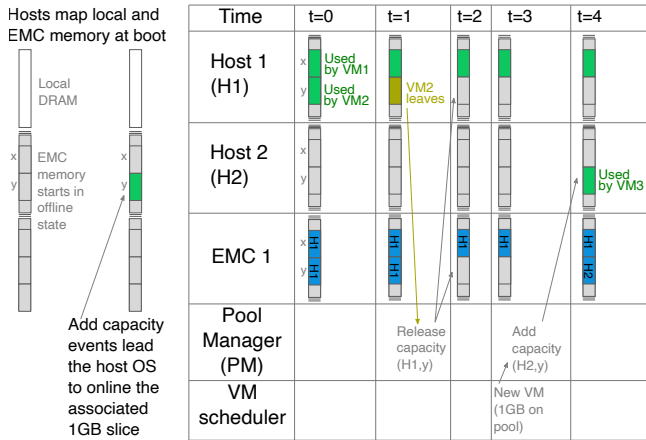 Hosts map local and
EMC memory at boot
Local
DRAM
x
y
EMC
memory
starts in
offline
state
x
y
Add capacity
events lead
the host OS
to online the
associated
1GB slice
Time
t=0
t=1
t=2
t=3
t=4
Host 1
(H1)
x
y
Used
by VM1
Used
by VM2
VM2
leaves
Host 2
(H2)
x
y
Used
by VM3
EMC 1
x
y
H1
H1
H1
H1
H1
H1
H1
H2
Pool
Manager
(PM)
Release
capacity
(H1,y)
Add
capacity
(H2,y)
VM
scheduler
New VM
(1GB on
pool)